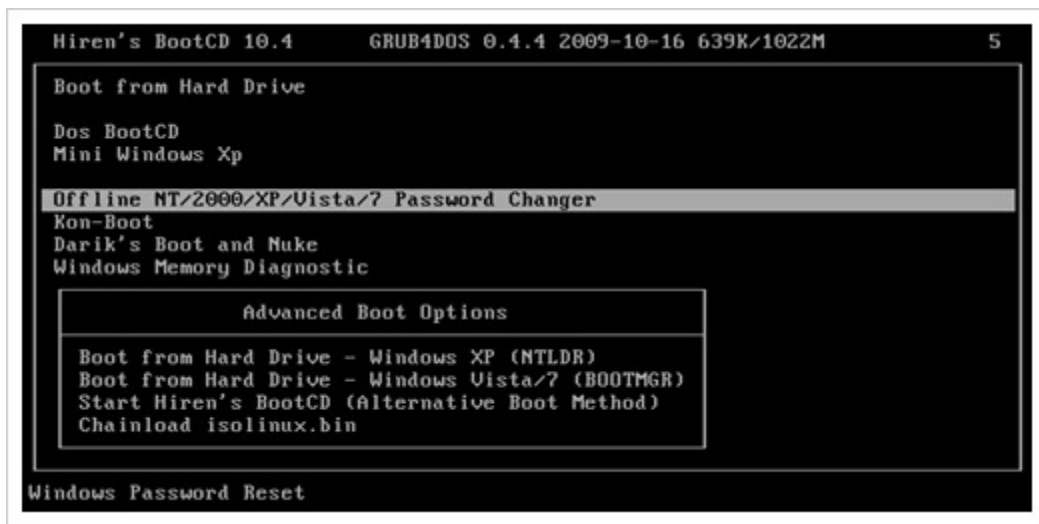 Hiren's BootCD 10.4 GRUB4DOS 0.4.4 2009-10-16 639K/1022M 5
Boot from Hard Drive
Dos BootCD
Mini Windows Xp
Offline NT/2000/XP/Vista/7 Password Changer
Kon-Boot
Darik's Boot and Nuke
Windows Memory Diagnostic
Advanced Boot Options
Boot from Hard Drive - Windows XP (NTLDR)
Boot from Hard Drive - Windows Vista/7 (BOOTMGR)
Start Hiren's BootCD (Alternative Boot Method)
Chainload isolinux.bin
Windows Password Reset